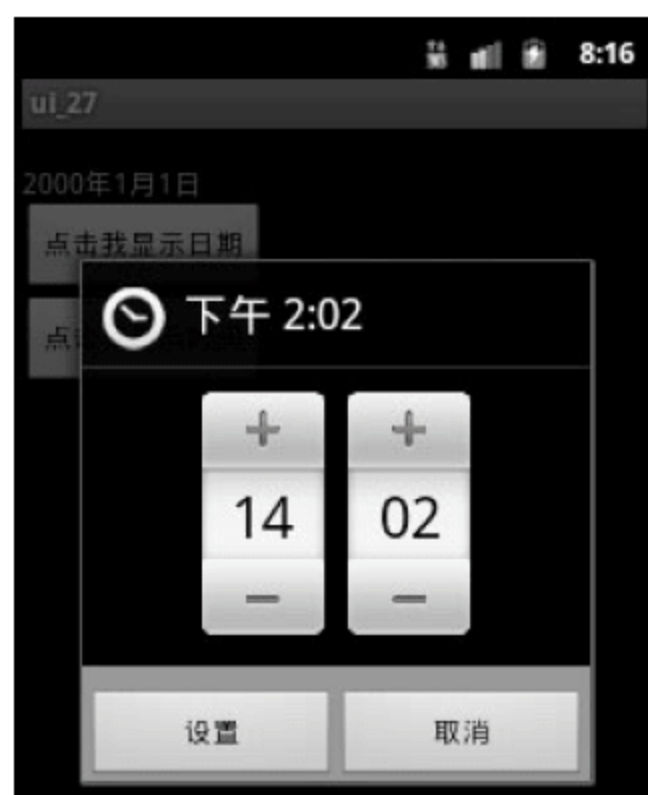 8:16
ui_27
2000年1月1日
点击我显示日期
点
下午 2:02
+ +
14 02
- -
设置 取消